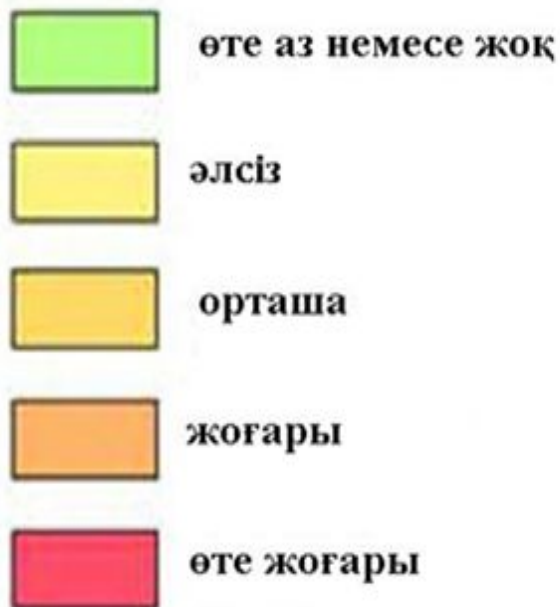 өте аз немесе жоқ
әлсіз
орташа
жоғары
өте жоғары